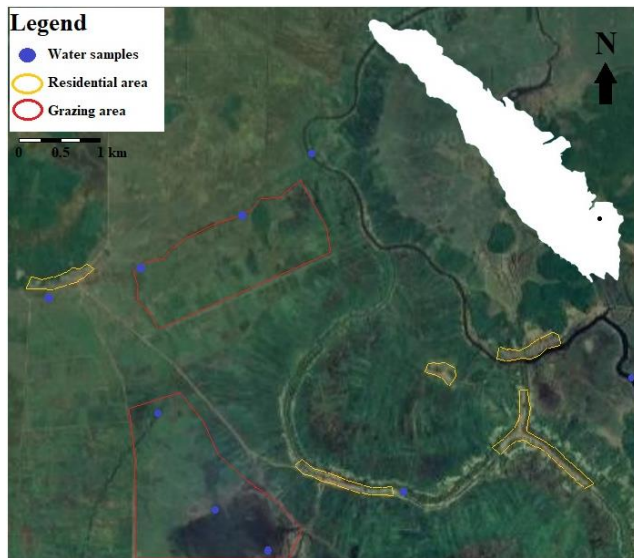 Legend
Water samples
Residential area
Grazing area
0 0.5 1 km
N